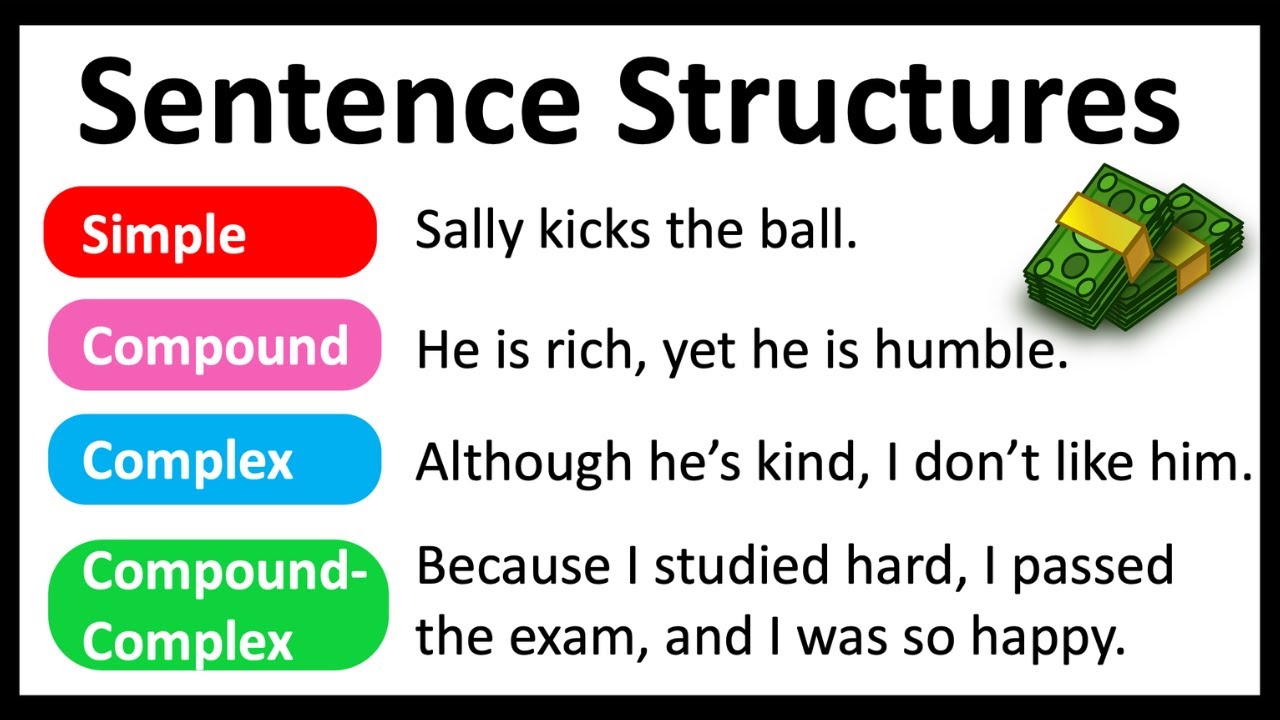 Sentence Structures
Simple
Sally kicks the ball.
Compound
He is rich, yet he is humble.
Complex
Although he’s kind, I don’t like him.
Compound-
Complex
Because I studied hard, I passed
the exam, and I was so happy.